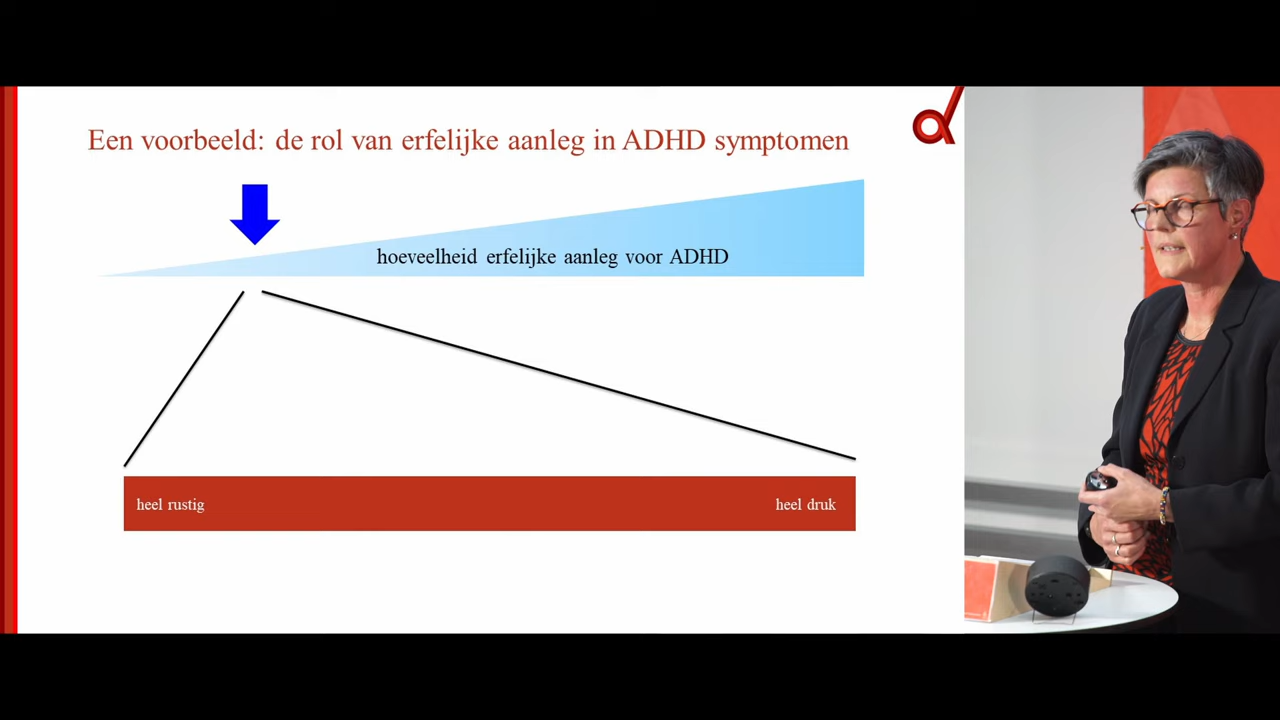 Een voorbeeld: de rol van erfelijke aanleg in ADHD symptomen
hoeveelheid erfelijke aanleg voor ADHD
heel rustig
heel druk